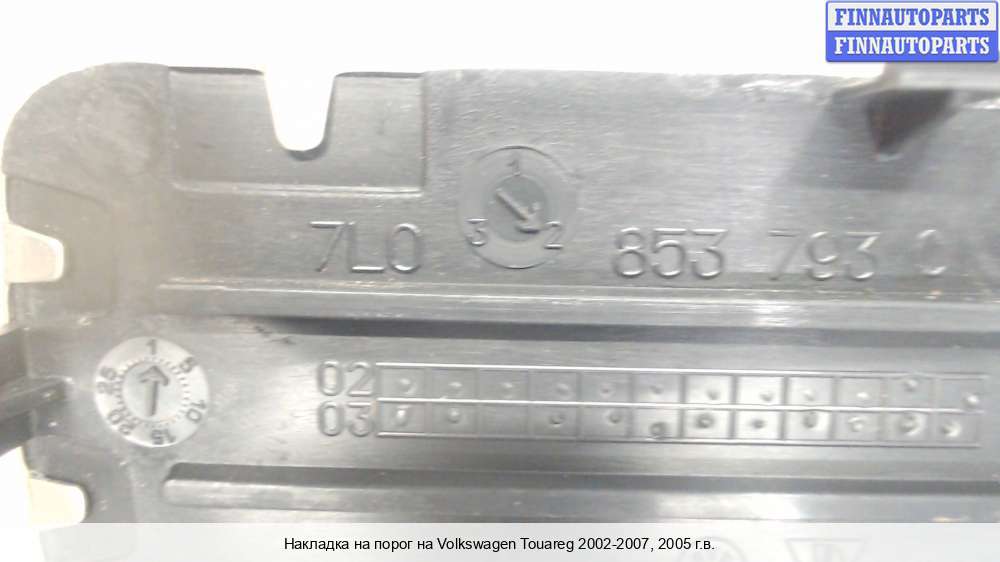 FINNAUTOPARTS
FINNAUTOPARTS
1
3 2
7L0 853 793 C
1 5 10 15 20 25
02
03
Накладка на порог на Volkswagen Touareg 2002-2007, 2005 г.в.